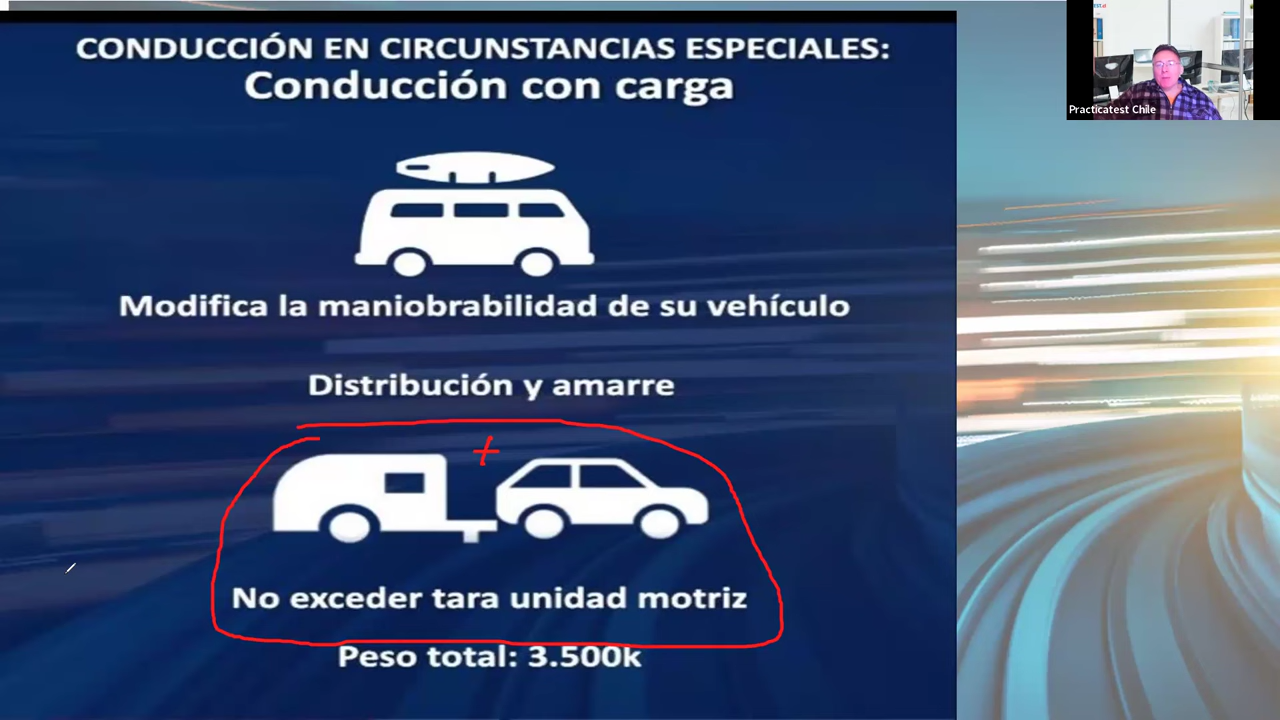 CONDUCCIÓN EN CIRCUNSTANCIAS ESPECIALES:
Conducción con carga
Modifica la maniobrabilidad de su vehículo
Distribución y amarre
+
No exceder tara unidad motriz
Peso total: 3.500k
Practicatest Chile